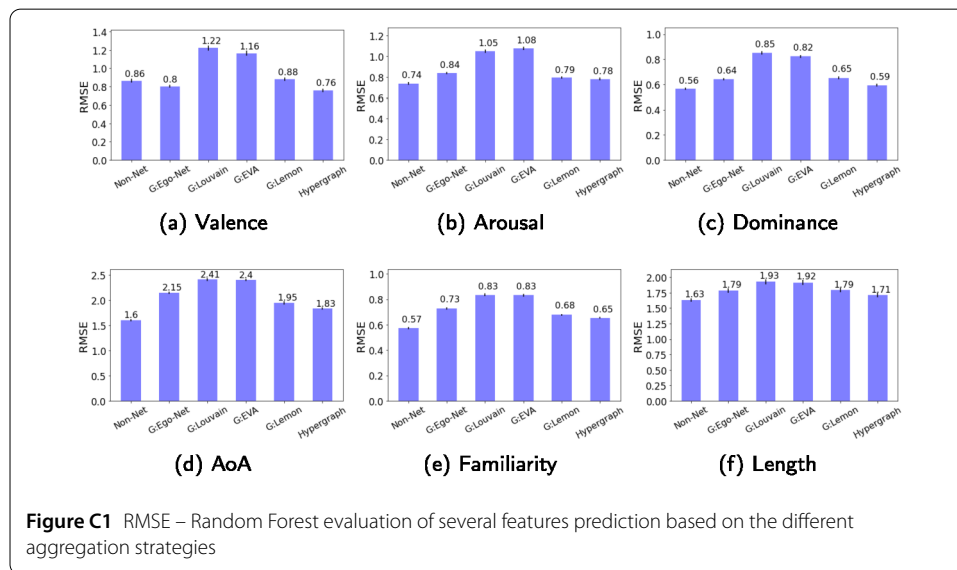 1.4
1.2
1.0
0.8
0.6
0.4
0.2
0.0
RMSE
0.86
0.8
1.22
1.16
0.88
0.76
Non-Net
G:Ego-Net
G:Louvain
G:EVA
G:Lemon
Hypergraph
(a) Valence
1.2
1.0
0.8
0.6
0.4
0.2
0.0
RMSE
0.74
0.84
1.05
1.08
0.79
0.78
Non-Net
G:Ego-Net
G:Louvain
G:EVA
G:Lemon
Hypergraph
(b) Arousal
1.0
0.8
0.6
0.4
0.2
0.0
RMSE
0.56
0.64
0.85
0.82
0.65
0.59
Non-Net
G:Ego-Net
G:Louvain
G:EVA
G:Lemon
Hypergraph
(c) Dominance
2.5
2.0
1.5
1.0
0.5
0.0
RMSE
1.6
2.15
2.41
2.4
1.95
1.83
Non-Net
G:Ego-Net
G:Louvain
G:EVA
G:Lemon
Hypergraph
(d) AoA
1.0
0.8
0.6
0.4
0.2
0.0
RMSE
0.57
0.73
0.83
0.83
0.68
0.65
Non-Net
G:Ego-Net
G:Louvain
G:EVA
G:Lemon
Hypergraph
(e) Familiarity
2.00
1.75
1.50
1.25
1.00
0.75
0.50
0.25
0.00
RMSE
1.63
1.79
1.93
1.92
1.79
1.71
Non-Net
G:Ego-Net
G:Louvain
G:EVA
G:Lemon
Hypergraph
(f) Length
Figure C1 RMSE – Random Forest evaluation of several features prediction based on the different
aggregation strategies